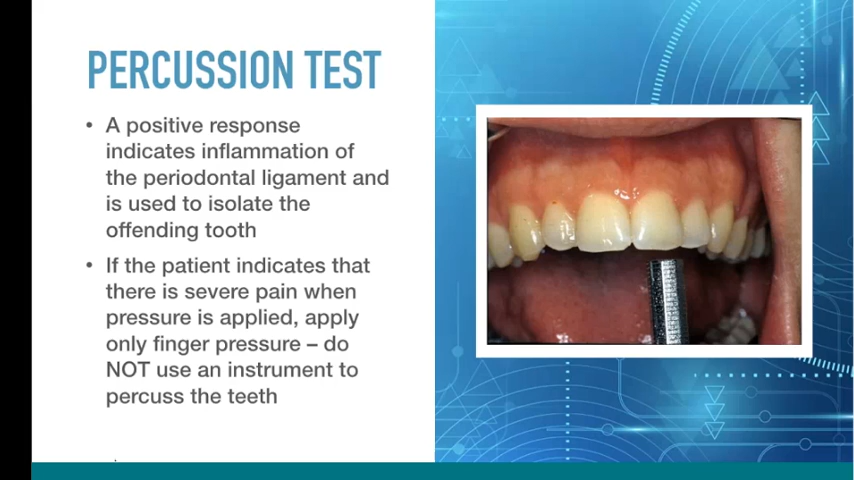 PERCUSSION TEST
• A positive response
indicates inflammation of
the periodontal ligament and
is used to isolate the
offending tooth
• If the patient indicates that
there is severe pain when
pressure is applied, apply
only finger pressure – do
NOT use an instrument to
percuss the teeth